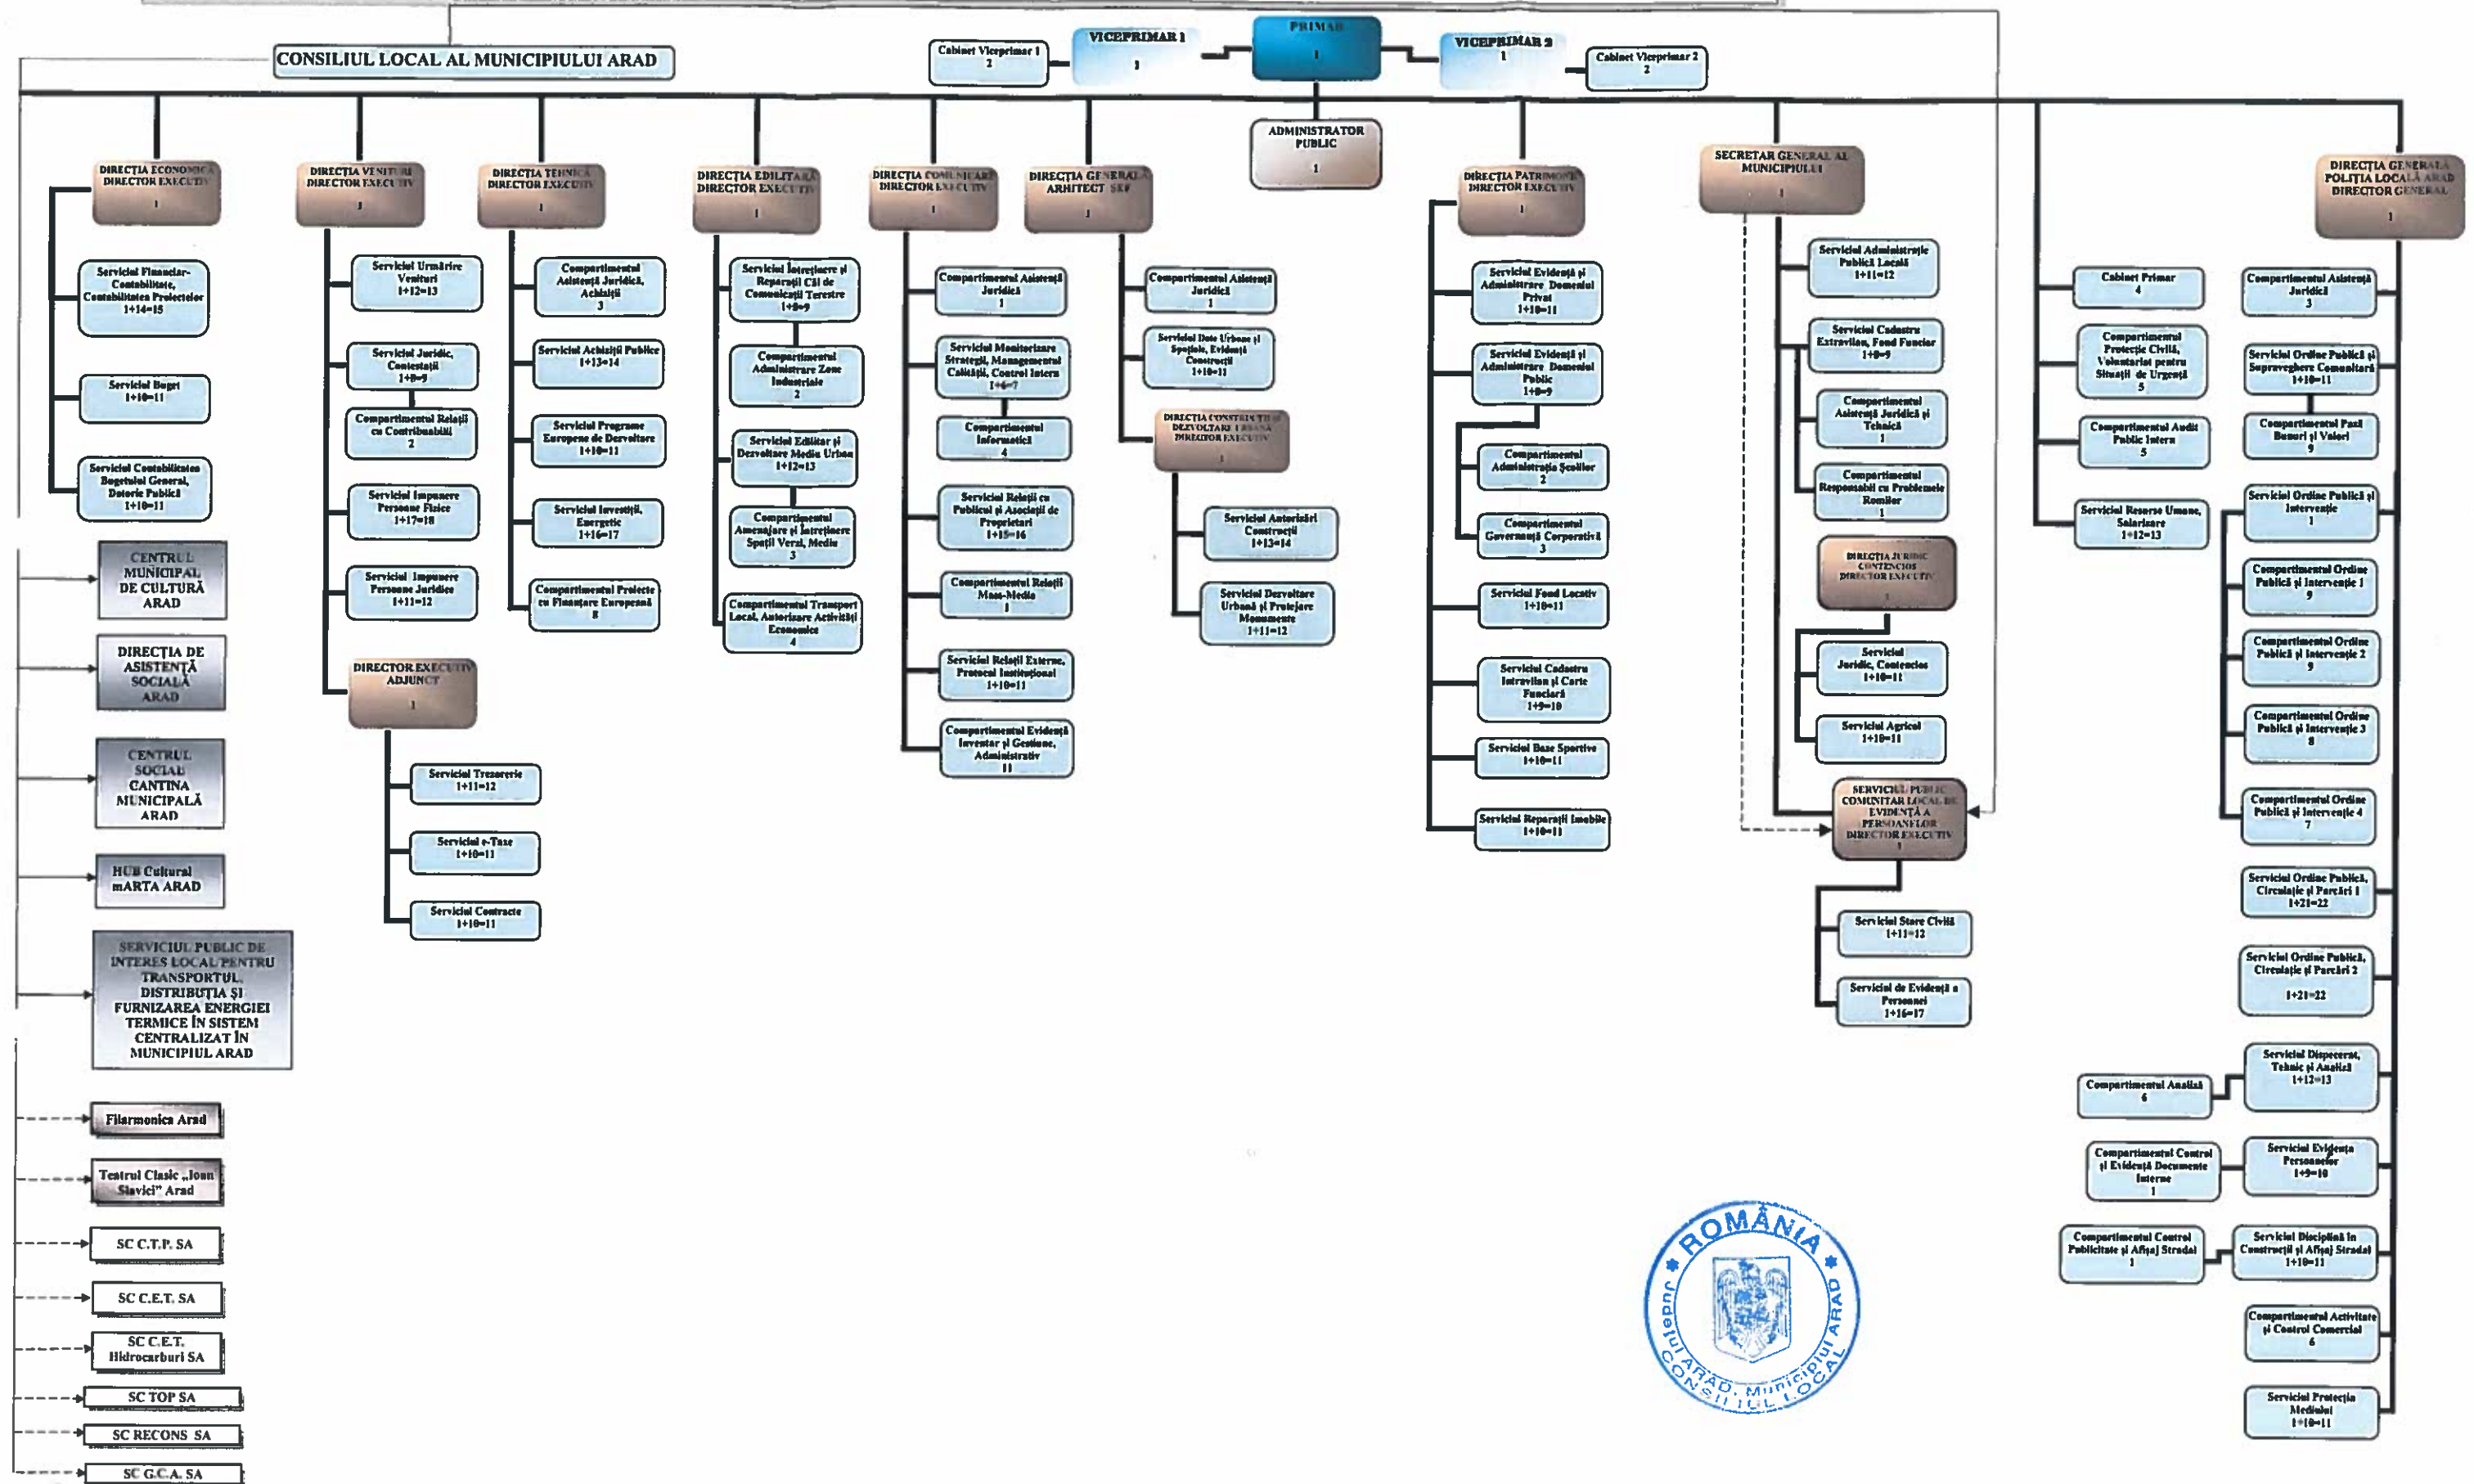 CONSILIUL LOCAL AL MUNICIPIULUI ARAD
Cabinet Viceprimar 1
2
VICEPRIMAR 1
1
PRIMAR
1
VICEPRIMAR 2
1
Cabinet Viceprimar 2
2
ADMINISTRATOR
PUBLIC
1
DIRECȚIA ECONOMICĂ
DIRECTOR EXECUTIV
1
Serviciul Financiar-
Contabilitate,
Contabilitatea Proiectelor
1+14=15
Serviciul Buget
1+10=11
Serviciul Contabilitatea
Bugetului General,
Datorie Publică
1+10=11
CENTRUL
MUNICIPAL
DE CULTURĂ
ARAD
DIRECȚIA DE
ASISTENȚĂ
SOCIALĂ
ARAD
CENTRUL
SOCIAL
CANTINA
MUNICIPALĂ
ARAD
HUB Cultural
mARTA ARAD
SERVICIUL PUBLIC DE
INTERES LOCAL PENTRU
TRANSPORTUL,
DISTRIBUȚIA ȘI
FURNIZAREA ENERGIEI
TERMICE ÎN SISTEM
CENTRALIZAT ÎN
MUNICIPIUL ARAD
Filarmonica Arad
Teatrul Clasic „Ioan
Slavici” Arad
SC C.T.P. SA
SC C.E.T. SA
SC C.E.T.
Hidrocarburi SA
SC TOP SA
SC RECONS SA
SC G.C.A. SA
DIRECȚIA VENITURI
DIRECTOR EXECUTIV
1
Serviciul Urmărire
Venituri
1+12=13
Serviciul Juridic,
Contestații
1+8=9
Compartimentul Relații
cu Contribuabili
2
Serviciul Impunere
Persoane Fizice
1+17=18
Serviciul Impunere
Persoane Juridice
1+11=12
DIRECTOR EXECUTIV
ADJUNCT
1
Serviciul Trezorerie
1+11=12
Serviciul e-Taxe
1+10=11
Serviciul Contracte
1+10=11
DIRECȚIA TEHNICĂ
DIRECTOR EXECUTIV
1
Compartimentul
Asistență Juridică,
Achiziții
3
Serviciul Achiziții Publice
1+13=14
Serviciul Programe
Europene de Dezvoltare
1+10=11
Serviciul Investiții,
Energetic
1+16=17
Compartimentul Proiecte
cu Finanțare Europeană
8
DIRECȚIA EDILITARĂ
DIRECTOR EXECUTIV
1
Serviciul Întreținere și
Reparații Căi de
Comunicații Terestre
1+8=9
Compartimentul
Administrare Zone
Industriale
2
Serviciul Edilitar și
Dezvoltare Mediu Urban
1+12=13
Compartimentul
Amenajare și Întreținere
Spații Verzi, Mediu
3
Compartimentul Transport
Local, Autorizare Activități
Economice
4
DIRECȚIA COMUNICARE
DIRECTOR EXECUTIV
1
Compartimentul Asistență
Juridică
1
Serviciul Monitorizare
Strategii, Managementul
Calității, Control Intern
1+6=7
Compartimentul
Informatică
4
Serviciul Relații cu
Publicul și Asociații de
Proprietari
1+15=16
Compartimentul Relații
Mass-Media
1
Serviciul Relații Externe,
Protocol Instituțional
1+10=11
Compartimentul Evidență
Inventar și Gestiune,
Administrativ
11
DIRECȚIA GENERALĂ
ARHITECT ȘEF
1
Compartimentul Asistență
Juridică
1
Serviciul Date Urbane și
Spațiale, Evidență
Construcții
1+10=11
DIRECȚIA CONSTRUCȚII ȘI
DEZVOLTARE URBANĂ
DIRECTOR EXECUTIV
1
Serviciul Autorizări
Construcții
1+13=14
Serviciul Dezvoltare
Urbană și Protejare
Monumente
1+11=12
DIRECȚIA PATRIMONIU
DIRECTOR EXECUTIV
1
Serviciul Evidență și
Administrare Domeniul
Privat
1+10=11
Serviciul Evidență și
Administrare Domeniul
Public
1+8=9
Compartimentul
Administrația Școlilor
2
Compartimentul
Guvernanță Corporativă
3
Serviciul Fond Locativ
1+10=11
Serviciul Cadastru
Intravilan și Carte
Funciară
1+9=10
Serviciul Baze Sportive
1+10=11
Serviciul Reparații Imobile
1+10=11
SECRETAR GENERAL AL
MUNICIPIULUI
1
Serviciul Administrație
Publică Locală
1+11=12
Serviciul Cadastru
Extravilan, Fond Funciar
1+8=9
Compartimentul
Asistență Juridică și
Tehnică
1
Compartimentul
Responsabil cu Problemele
Romilor
1
DIRECȚIA JURIDIC
CONTENCIOS
DIRECTOR EXECUTIV
1
Serviciul
Juridic, Contencios
1+10=11
Serviciul Agricol
1+10=11
SERVICIUL PUBLIC
COMUNITAR LOCAL DE
EVIDENȚĂ A
PERSOANELOR
DIRECTOR EXECUTIV
1
Serviciul Stare Civilă
1+11=12
Serviciul de Evidență a
Persoanei
1+16=17
Cabinet Primar
4
Compartimentul
Protecție Civilă,
Voluntariat pentru
Situații de Urgență
5
Compartimentul Audit
Public Intern
5
Serviciul Resurse Umane,
Salarizare
1+12=13
DIRECȚIA GENERALĂ
POLIȚIA LOCALĂ ARAD
DIRECTOR GENERAL
1
Compartimentul Asistență
Juridică
3
Serviciul Ordine Publică și
Supraveghere Comunitară
1+10=11
Compartimentul Pază
Bunuri și Valori
9
Serviciul Ordine Publică și
Intervenție
1
Compartimentul Ordine
Publică și Intervenție 1
9
Compartimentul Ordine
Publică și Intervenție 2
9
Compartimentul Ordine
Publică și Intervenție 3
8
Compartimentul Ordine
Publică și Intervenție 4
7
Serviciul Ordine Publică,
Circulație și Parcări 1
1+21=22
Serviciul Ordine Publică,
Circulație și Parcări 2
1+21=22
Serviciul Dispecerat,
Tehnic și Analiză
1+12=13
Compartimentul Analiză
6
Serviciul Evidența
Persoanelor
1+9=10
Compartimentul Control
și Evidență Documente
Interne
1
Serviciul Disciplină în
Construcții și Afișaj Stradal
1+10=11
Compartimentul Control
Publicitate și Afișaj Stradal
1
Compartimentul Activitate
și Control Comercial
6
Serviciul Protecția
Mediului
1+10=11
ROMÂNIA
Județul ARAD, Municipiul ARAD
CONSILIUL LOCAL